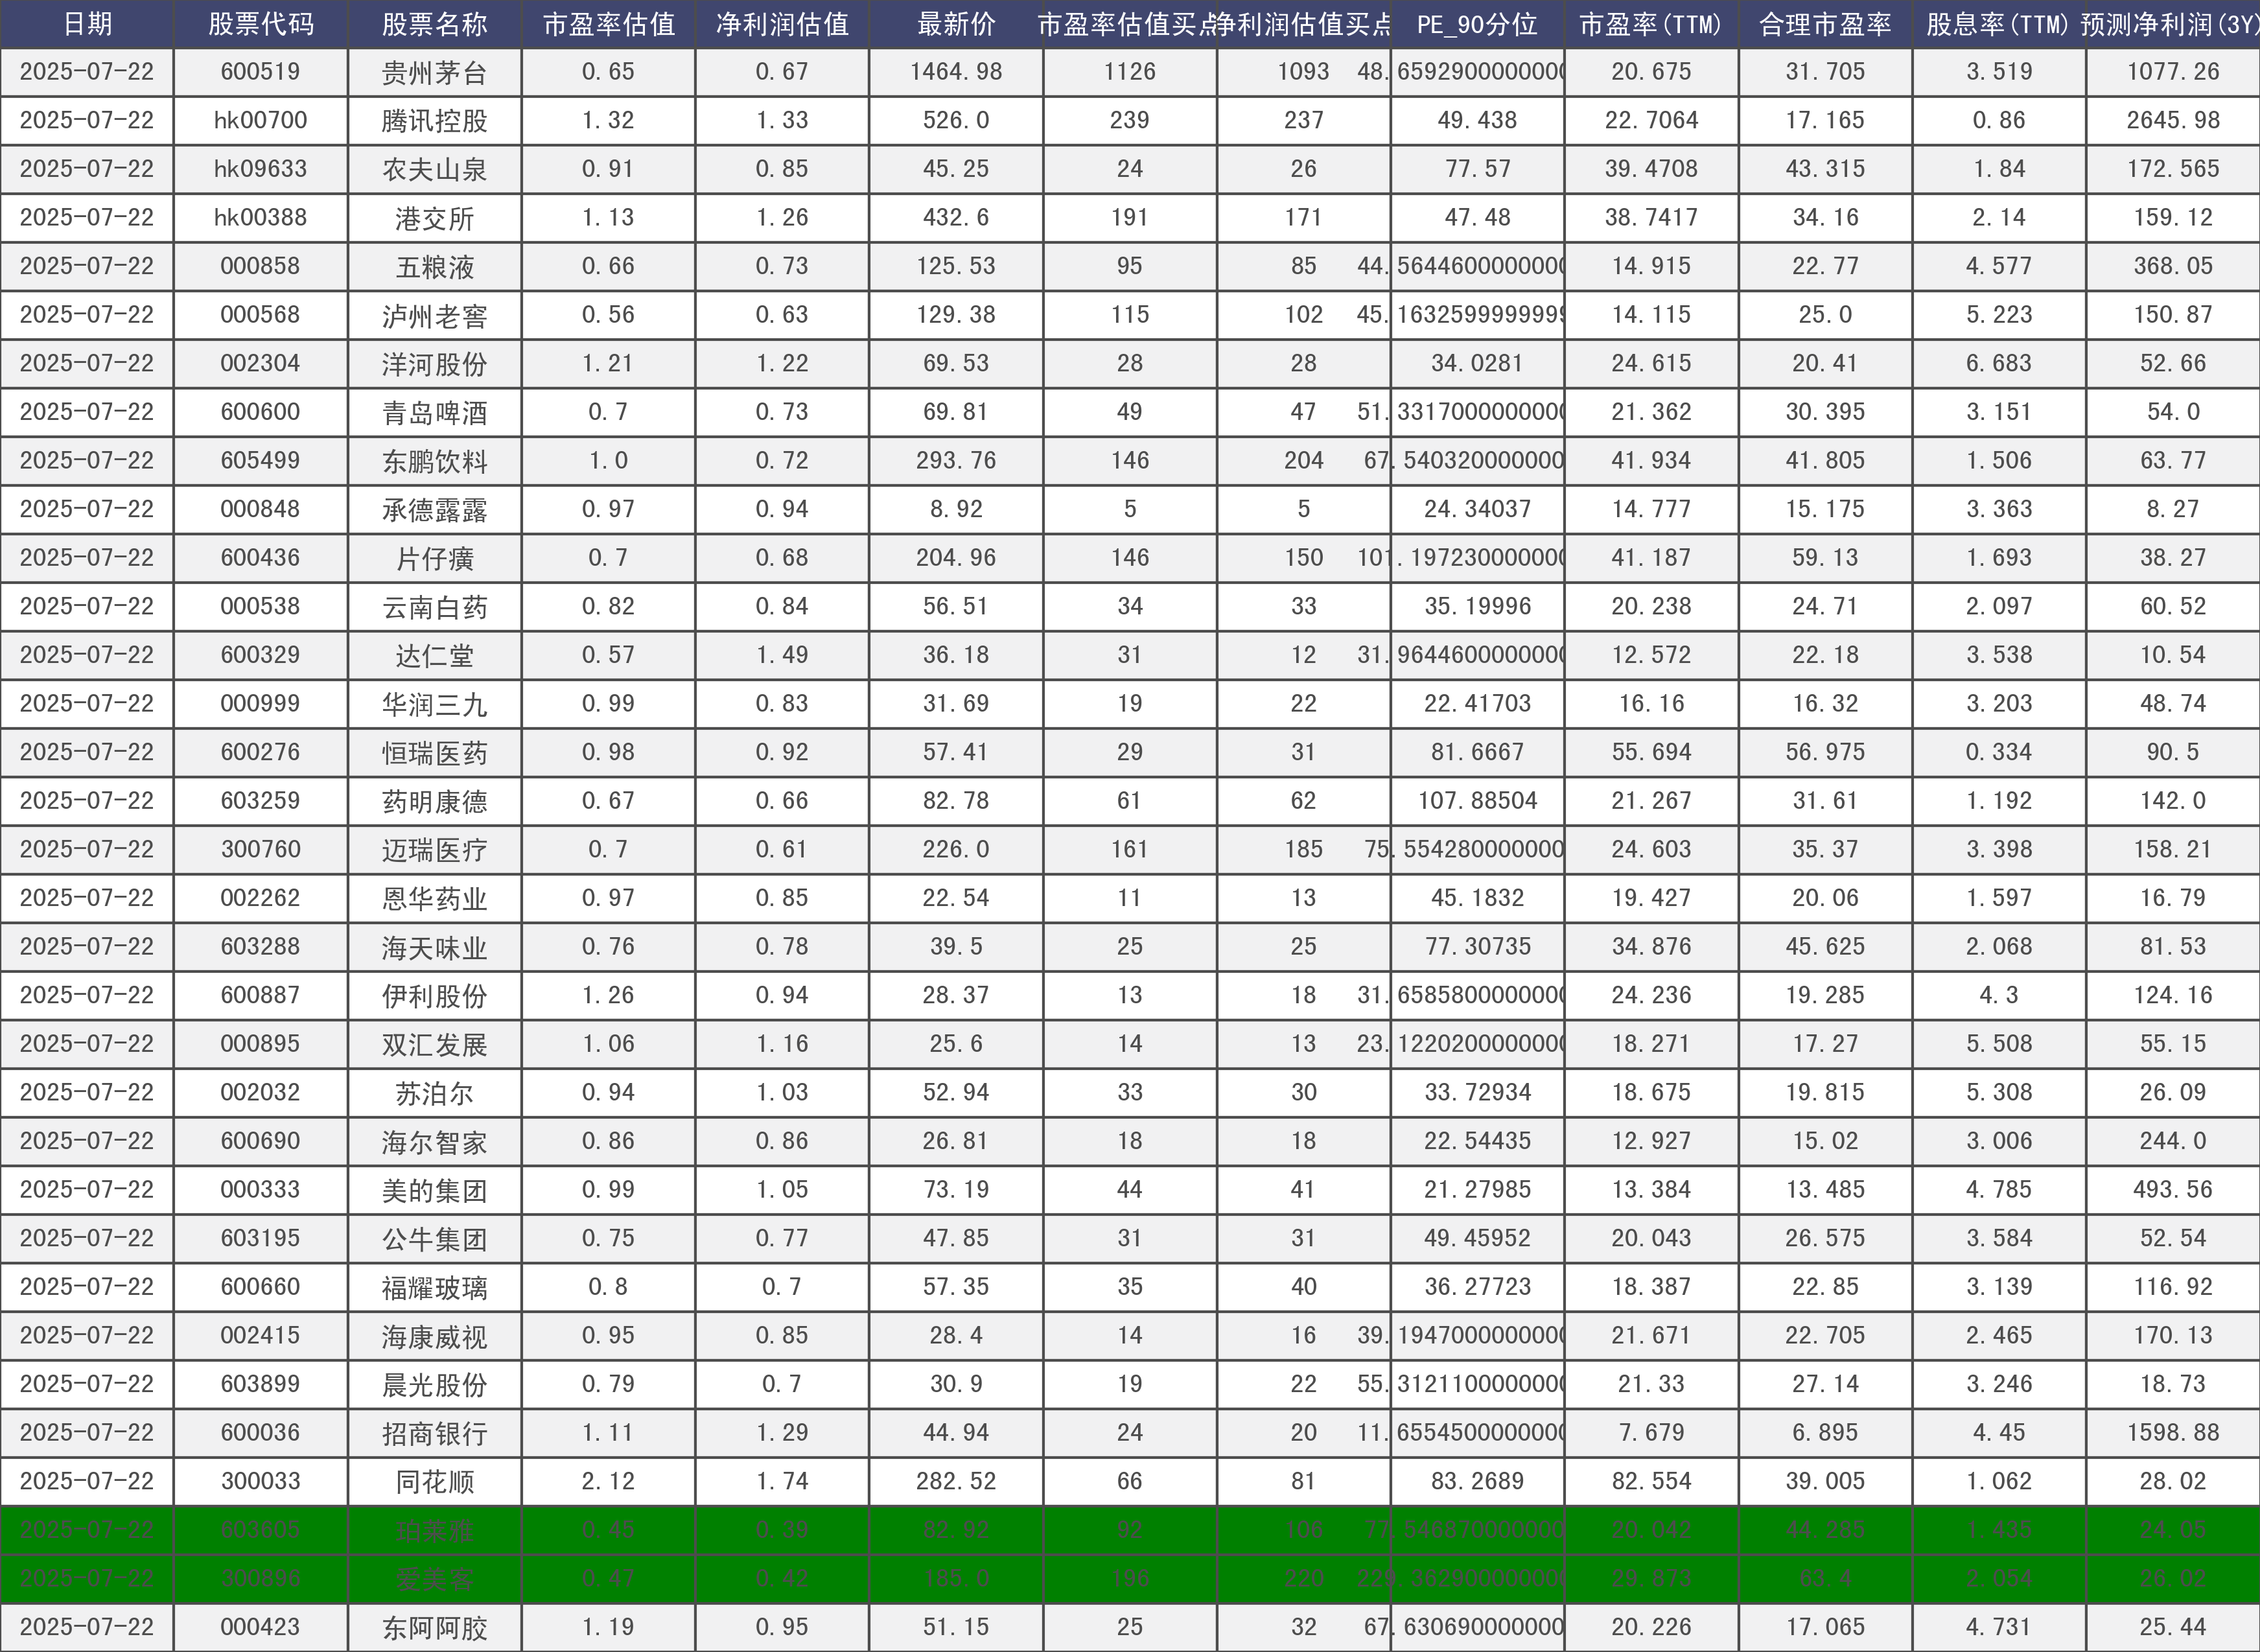 日期 股票代码 股票名称 市盈率估值 净利润估值 最新价 市盈率估值买点 净利润估值买点 PE_90分位 市盈率(TTM) 合理市盈率 股息率(TTM) 预测净利润(3Y)
2025-07-22 600519 贵州茅台 0.65 0.67 1464.98 1126 1093 48.6592900000000 20.675 31.705 3.519 1077.26
2025-07-22 hk00700 腾讯控股 1.32 1.33 526.0 239 237 49.438 22.7064 17.165 0.86 2645.98
2025-07-22 hk09633 农夫山泉 0.91 0.85 45.25 24 26 77.57 39.4708 43.315 1.84 172.565
2025-07-22 hk00388 港交所 1.13 1.26 432.6 191 171 47.48 38.7417 34.16 2.14 159.12
2025-07-22 000858 五粮液 0.66 0.73 125.53 95 85 44.5644600000000 14.915 22.77 4.577 368.05
2025-07-22 000568 泸州老窖 0.56 0.63 129.38 115 102 45.1632599999999 14.115 25.0 5.223 150.87
2025-07-22 002304 洋河股份 1.21 1.22 69.53 28 28 34.0281 24.615 20.41 6.683 52.66
2025-07-22 600600 青岛啤酒 0.7 0.73 69.81 49 47 51.3317000000000 21.362 30.395 3.151 54.0
2025-07-22 605499 东鹏饮料 1.0 0.72 293.76 146 204 67.540320000000 41.934 41.805 1.506 63.77
2025-07-22 000848 承德露露 0.97 0.94 8.92 5 5 24.34037 14.777 15.175 3.363 8.27
2025-07-22 600436 片仔癀 0.7 0.68 204.96 146 150 101.197230000000 41.187 59.13 1.693 38.27
2025-07-22 000538 云南白药 0.82 0.84 56.51 34 33 35.19996 20.238 24.71 2.097 60.52
2025-07-22 600329 达仁堂 0.57 1.49 36.18 31 12 31.9644600000000 12.572 22.18 3.538 10.54
2025-07-22 000999 华润三九 0.99 0.83 31.69 19 22 22.41703 16.16 16.32 3.203 48.74
2025-07-22 600276 恒瑞医药 0.98 0.92 57.41 29 31 81.6667 55.694 56.975 0.334 90.5
2025-07-22 603259 药明康德 0.67 0.66 82.78 61 62 107.88504 21.267 31.61 1.192 142.0
2025-07-22 300760 迈瑞医疗 0.7 0.61 226.0 161 185 75.554280000000 24.603 35.37 3.398 158.21
2025-07-22 002262 恩华药业 0.97 0.85 22.54 11 13 45.1832 19.427 20.06 1.597 16.79
2025-07-22 603288 海天味业 0.76 0.78 39.5 25 25 77.30735 34.876 45.625 2.068 81.53
2025-07-22 600887 伊利股份 1.26 0.94 28.37 13 18 31.6585800000000 24.236 19.285 4.3 124.16
2025-07-22 000895 双汇发展 1.06 1.16 25.6 14 13 23.1220200000000 18.271 17.27 5.508 55.15
2025-07-22 002032 苏泊尔 0.94 1.03 52.94 33 30 33.72934 18.675 19.815 5.308 26.09
2025-07-22 600690 海尔智家 0.86 0.86 26.81 18 18 22.54435 12.927 15.02 3.006 244.0
2025-07-22 000333 美的集团 0.99 1.05 73.19 44 41 21.27985 13.384 13.485 4.785 493.56
2025-07-22 603195 公牛集团 0.75 0.77 47.85 31 31 49.45952 20.043 26.575 3.584 52.54
2025-07-22 600660 福耀玻璃 0.8 0.7 57.35 35 40 36.27723 18.387 22.85 3.139 116.92
2025-07-22 002415 海康威视 0.95 0.85 28.4 14 16 39.1947000000000 21.671 22.705 2.465 170.13
2025-07-22 603899 晨光股份 0.79 0.7 30.9 19 22 55.3121100000000 21.33 27.14 3.246 18.73
2025-07-22 600036 招商银行 1.11 1.29 44.94 24 20 11.6554500000000 7.679 6.895 4.45 1598.88
2025-07-22 300033 同花顺 2.12 1.74 282.52 66 81 83.2689 82.554 39.005 1.062 28.02
2025-07-22 603605 珀莱雅 0.45 0.39 82.92 92 106 77.546870000000 20.042 44.285 1.435 24.05
2025-07-22 300896 爱美客 0.47 0.42 185.0 196 220 229.362900000000 29.873 63.4 2.054 26.02
2025-07-22 000423 东阿阿胶 1.19 0.95 51.15 25 32 67.630690000000 20.226 17.065 4.731 25.44